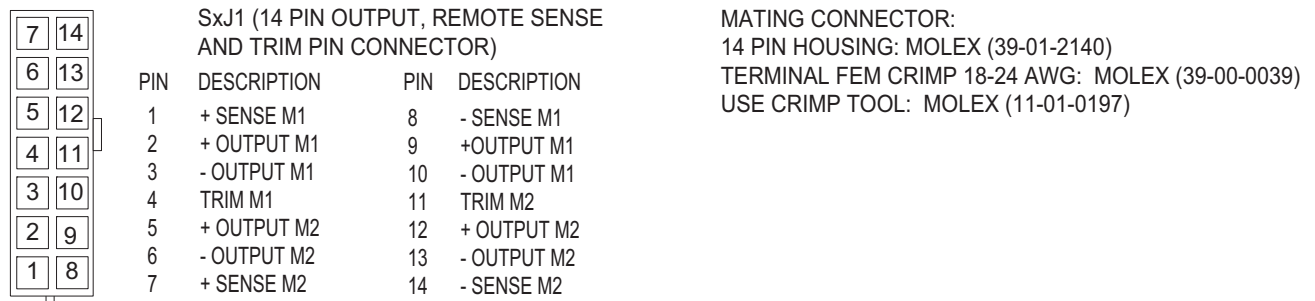 7 14
6 13
5 12
4 11
3 10
2 9
1 8
SxJ1 (14 PIN OUTPUT, REMOTE SENSE
AND TRIM PIN CONNECTOR)
PIN DESCRIPTION PIN DESCRIPTION
1 + SENSE M1 8 - SENSE M1
2 + OUTPUT M1 9 +OUTPUT M1
3 - OUTPUT M1 10 - OUTPUT M1
4 TRIM M1 11 TRIM M2
5 + OUTPUT M2 12 + OUTPUT M2
6 - OUTPUT M2 13 - OUTPUT M2
7 + SENSE M2 14 - SENSE M2
MATING CONNECTOR:
14 PIN HOUSING: MOLEX (39-01-2140)
TERMINAL FEM CRIMP 18-24 AWG: MOLEX (39-00-0039)
USE CRIMP TOOL: MOLEX (11-01-0197)